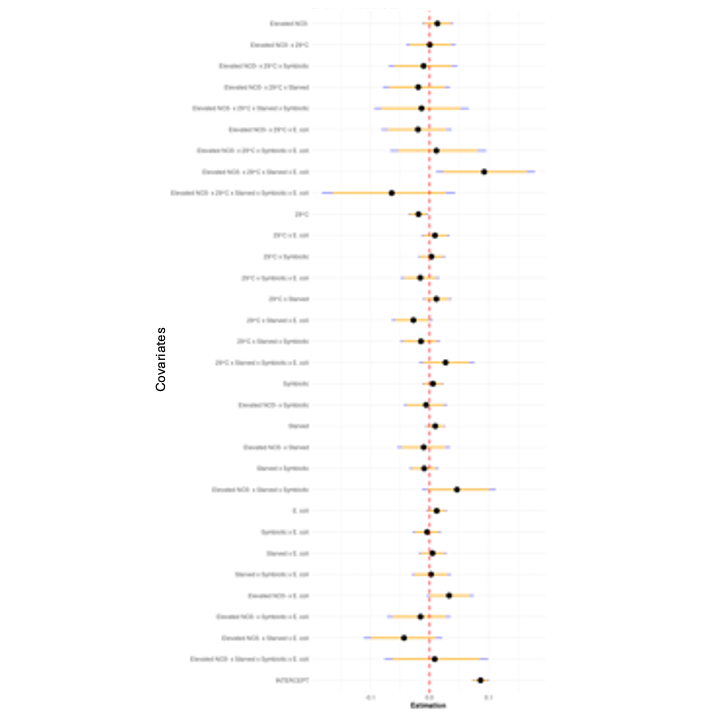 Elevated NO3-
Elevated NO3- x 29°C
Elevated NO3- x 29°C x Symbiotic
Elevated NO3- x 29°C x Starved
Elevated NO3- x 29°C x Starved x Symbiotic
Elevated NO3- x 29°C x E. coli
Elevated NO3- x 29°C x Symbiotic x E. coli
Elevated NO3- x 29°C x Starved x E. coli
Elevated NO3- x 29°C x Starved x Symbiotic x E. coli
29°C
29°C x E. coli
29°C x Symbiotic
29°C x Symbiotic x E. coli
29°C x Starved
29°C x Starved x E. coli
29°C x Starved x Symbiotic
29°C x Starved x Symbiotic x E. coli
Symbiotic
Elevated NO3- x Symbiotic
Starved
Elevated NO3- x Starved
Starved x Symbiotic
Elevated NO3- x Starved x Symbiotic
E. coli
Symbiotic x E. coli
Starved x E. coli
Starved x Symbiotic x E. coli
Elevated NO3- x E. coli
Elevated NO3- x Symbiotic x E. coli
Elevated NO3- x Starved x E. coli
Elevated NO3- x Starved x Symbiotic x E. coli
INTERCEPT
Covariates
-0.1 0.0 0.1
Estimation